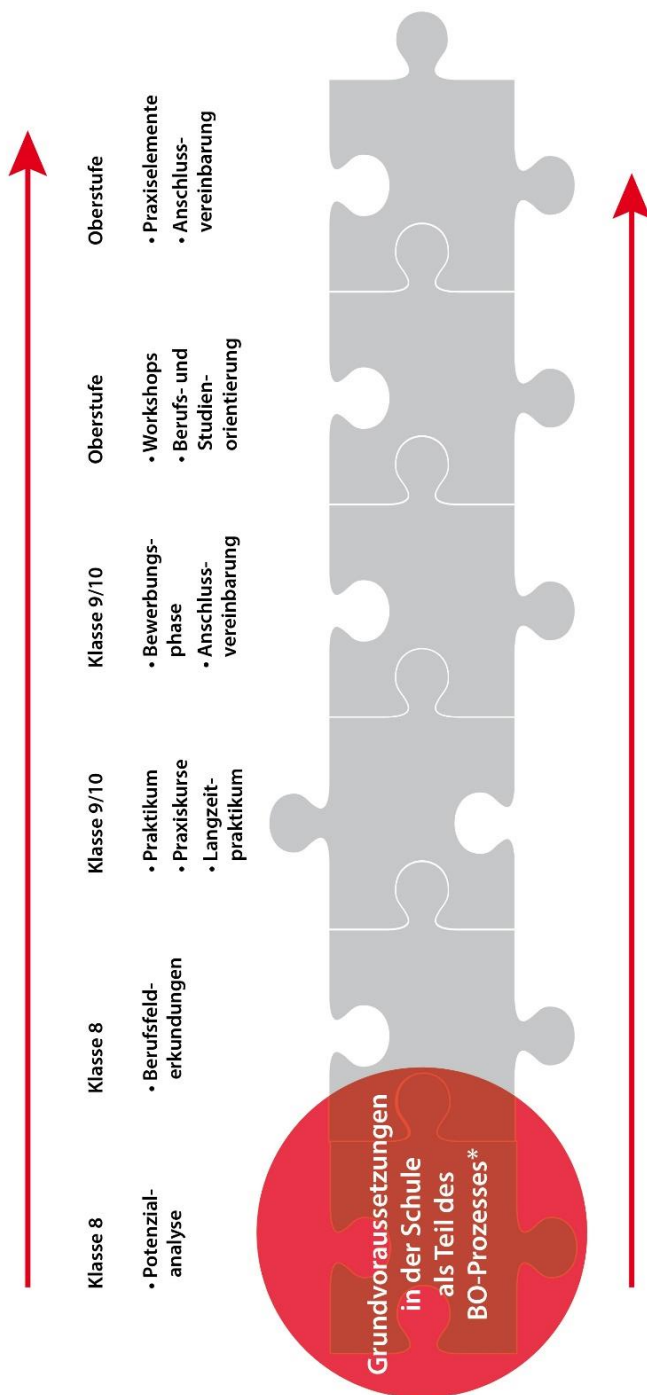 Klasse 8
• Potenzial-
analyse
Klasse 8
• Berufsfeld-
erkundungen
Klasse 9/10
• Praktikum
• Praxiskurse
• Langzeit-
praktikum
Klasse 9/10
• Bewerbungs-
phase
• Anschluss-
vereinbarung
Oberstufe
• Workshops
• Berufs- und
Studien-
orientierung
Oberstufe
• Praxiselemente
• Anschluss-
vereinbarung
Grundvoraussetzungen
in der Schule
als Teil des
BO-Prozesses*